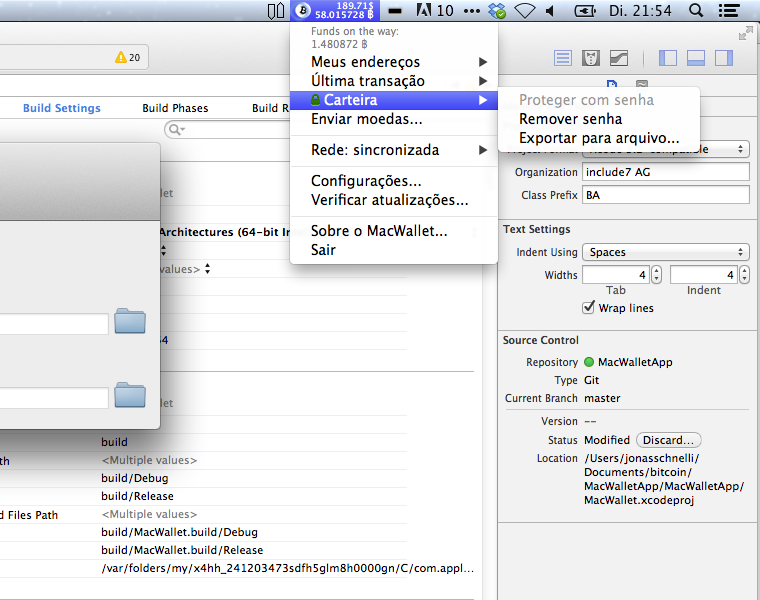 189.71$
58.015728 ฿
10
Di. 21:54
20
Build Settings
Build Phases
Build R
Funds on the way:
1.480872 ฿
Meus endereços
Última transação
Carteira
Enviar moedas...
Rede: sincronizada
Configurações...
Verificar atualizações...
Sobre o MacWallet...
Sair
Proteger com senha
Remover senha
Exportar para arquivo...
Organization
include7 AG
Class Prefix
BA
Text Settings
Indent Using
Spaces
Widths
4
4
Tab
Indent
Wrap lines
Source Control
Repository
MacWalletApp
Type
Git
Current Branch
master
Version
--
Status
Modified
Discard...
Location
/Users/jonasschnelli/
Documents/bitcoin/
MacWalletApp/MacWalletApp/
MacWallet.xcodeproj
Architectures (64-bit
values>
build
<Multiple values>
build/Debug
build/Release
d Files Path
<Multiple values>
build/MacWallet.build/Debug
build/MacWallet.build/Release
/var/folders/my/x4hh_241203473sdfh5glm8h0000gn/C/com.appl...